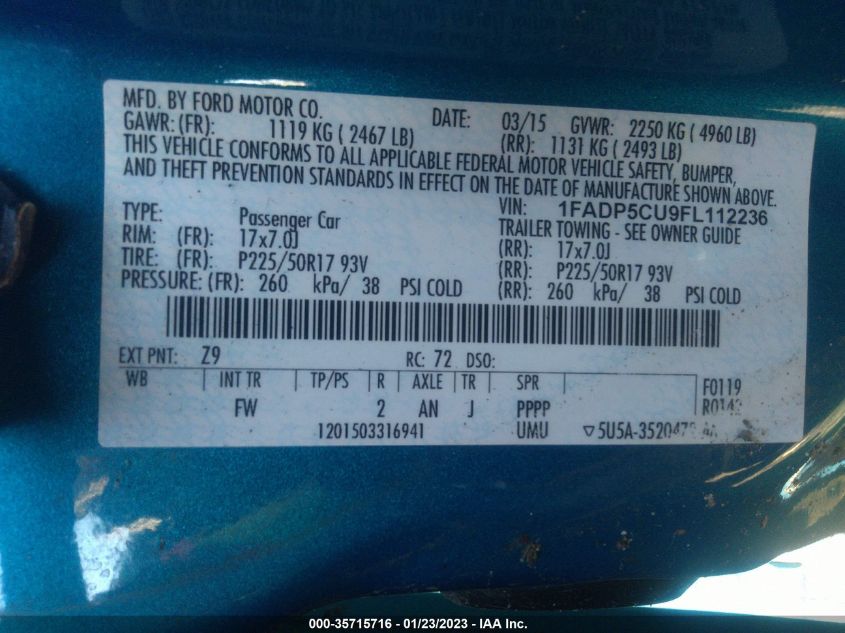 MFD. BY FORD MOTOR CO. DATE: 03/15 GVWR: 2250 KG ( 4960 LB)
GAWR: (FR): 1119 KG ( 2467 LB) (RR): 1131 KG ( 2493 LB)
THIS VEHICLE CONFORMS TO ALL APPLICABLE FEDERAL MOTOR VEHICLE SAFETY, BUMPER,
AND THEFT PREVENTION STANDARDS IN EFFECT ON THE DATE OF MANUFACTURE SHOWN ABOVE.
VIN: 1FADP5CU9FL112236
TYPE: Passenger Car TRAILER TOWING - SEE OWNER GUIDE
RIM: (FR): 17x7.0J (RR): 17x7.0J
TIRE: (FR): P225/50R17 93V (RR): P225/50R17 93V
PRESSURE: (FR): 260 kPa/ 38 PSI COLD (RR): 260 kPa/ 38 PSI COLD
EXT PNT: Z9 RC: 72 DSO:
WB INT TR TP/PS R AXLE TR SPR F0119
FW 2 AN J PPPP
1201503316941 UMU
000-35715716 - 01/23/2023 - IAA Inc.